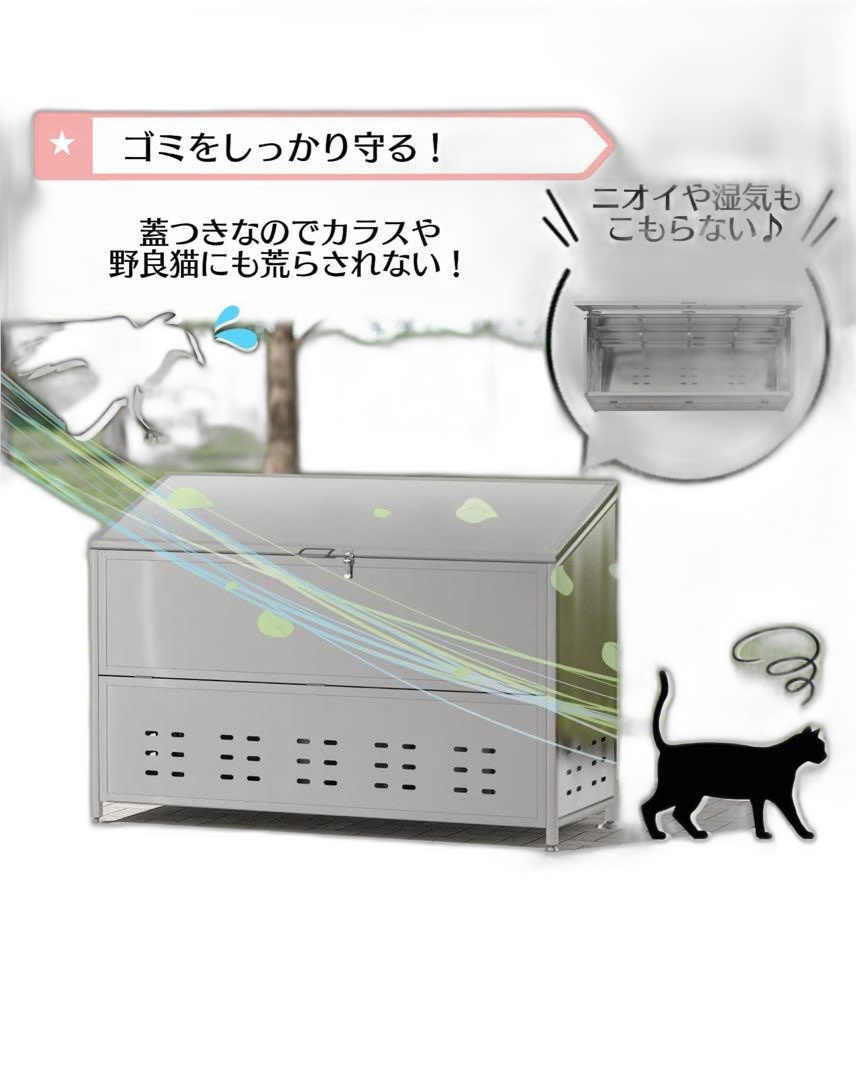 ゴミをしっかり守る！
ニオイや湿気も
こもらない♪
蓋つきなのでカラスや
野良猫にも荒らされない！